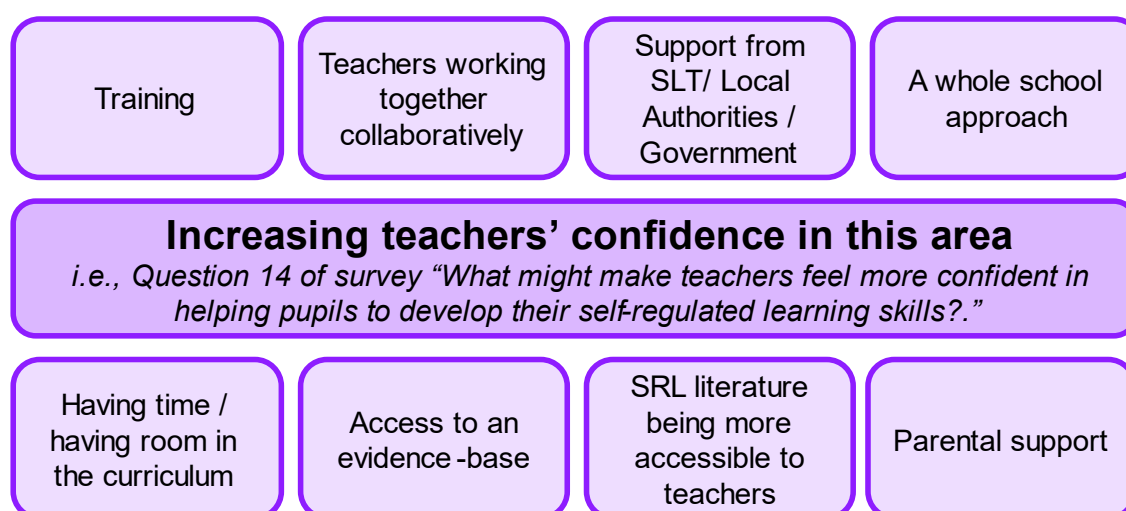 Training
Teachers working
together
collaboratively
Support from
SLT/ Local
Authorities /
Government
A whole school
approach
Increasing teachers’ confidence in this area
i.e., Question 14 of survey “What might make teachers feel more confident in
helping pupils to develop their self-regulated learning skills?.”
Having time /
having room in
the curriculum
Access to an
evidence-base
SRL literature
being more
accessible to
teachers
Parental support